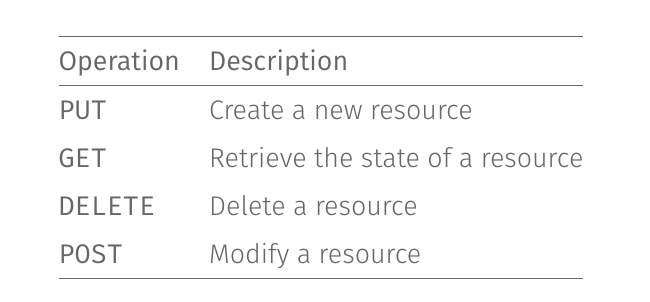 Operation Description
PUT Create a new resource
GET Retrieve the state of a resource
DELETE Delete a resource
POST Modify a resource